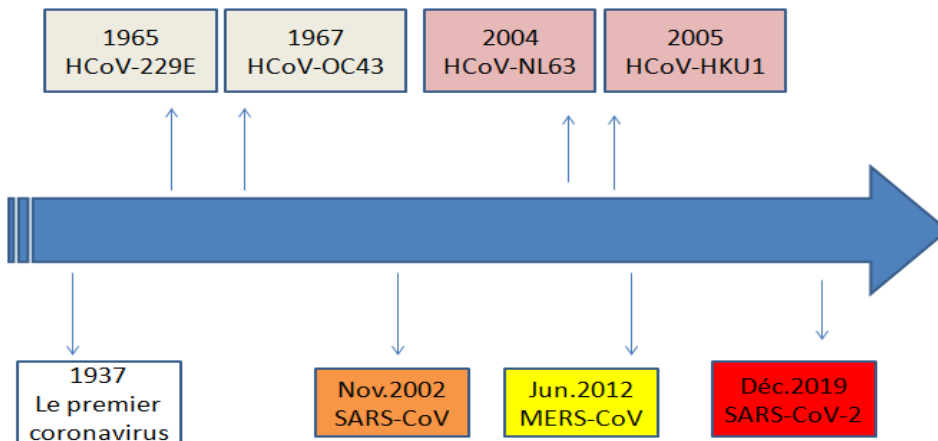 1965
HCoV-229E
1967
HCoV-OC43
2004
HCoV-NL63
2005
HCoV-HKU1
1937
Le premier
coronavirus
Nov.2002
SARS-CoV
Jun.2012
MERS-CoV
Déc.2019
SARS-CoV-2